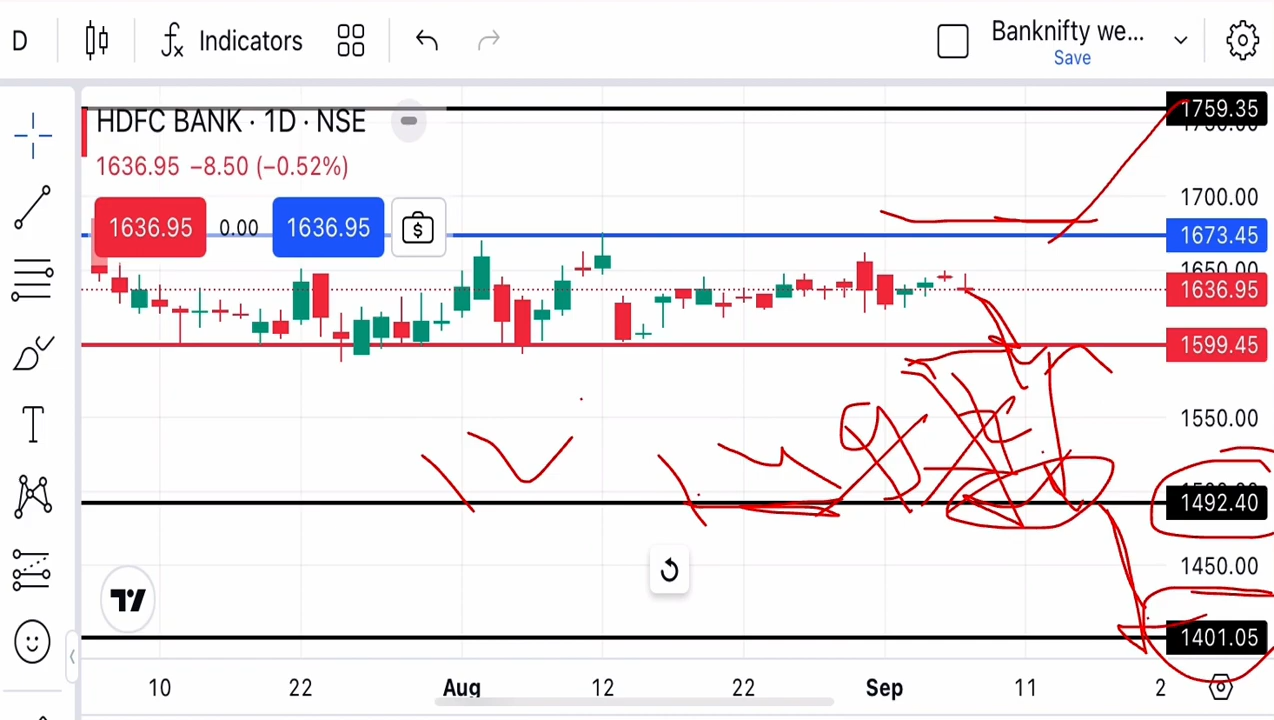 D
Indicators
Banknifty we...
Save
HDFC BANK · 1D · NSE
1636.95 −8.50 (−0.52%)
1636.95
0.00
1636.95
1759.35
1700.00
1673.45
1650.00
1636.95
1599.45
1550.00
1492.40
1450.00
1401.05
10
22
Aug
12
22
Sep
11
2